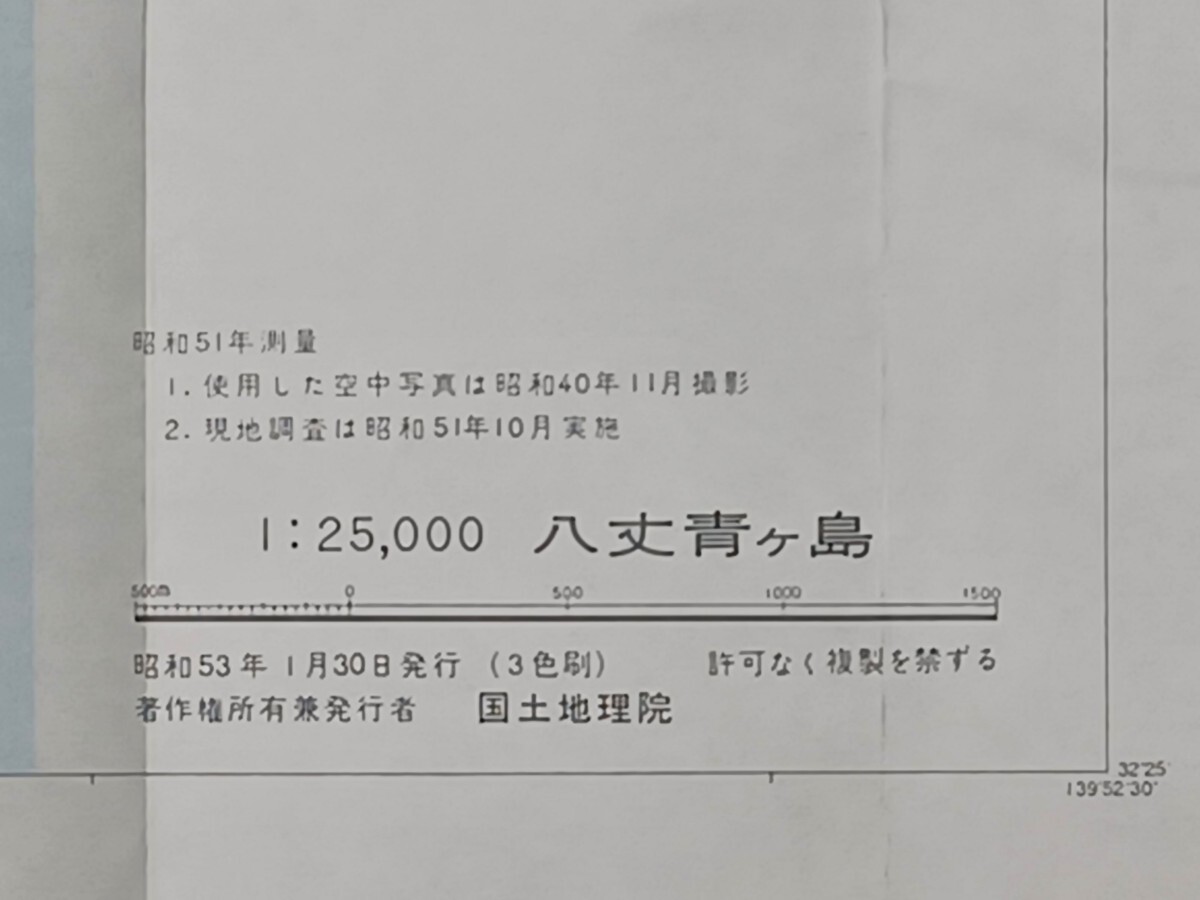 昭和51年測量
1. 使用した空中写真は昭和40年11月撮影
2. 現地調査は昭和51年10月実施
1：25,000 八丈青ヶ島
500m 0 500 1000 1500
昭和53年1月30日発行 (3色刷) 許可なく複製を禁ずる
著作権所有兼発行者 国土地理院
32°25′
139°52′30″